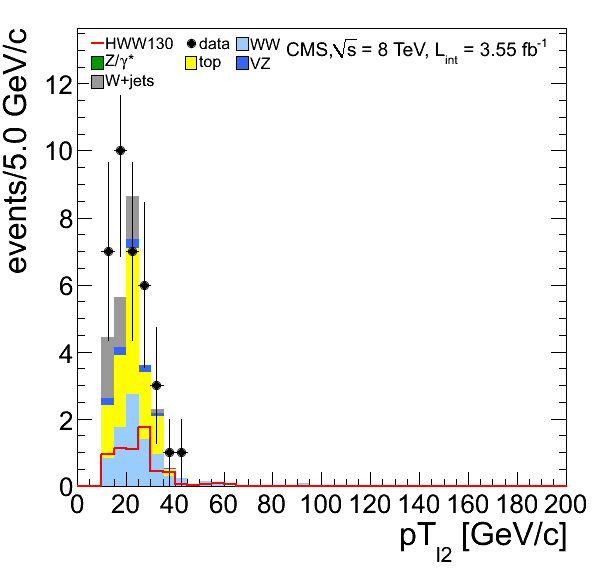 events/5.0 GeV/c
HWW130 data WW
Z/γ* top VZ
W+jets
CMS,√s = 8 TeV, L_int = 3.55 fb⁻¹
12
10
8
6
4
2
0
0 20 40 60 80 100 120 140 160 180 200
pT_l2 [GeV/c]